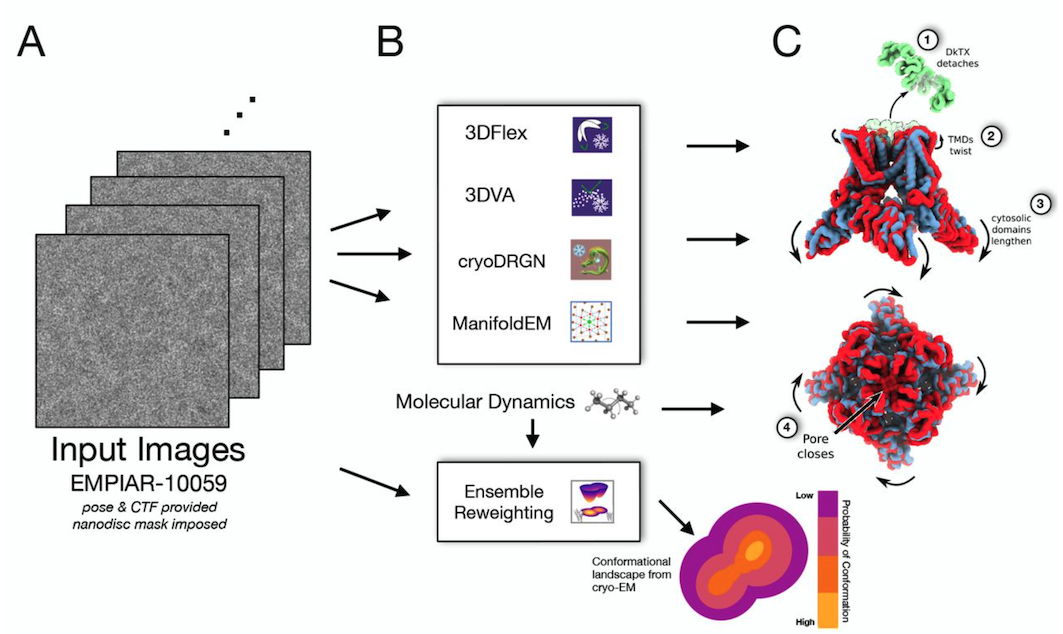 A
Input Images
EMPIAR-10059
pose & CTF provided
nanodisc mask imposed
B
3DFlex
3DVA
cryoDRGN
ManifoldEM
Molecular Dynamics
Ensemble
Reweighting
C
1
DkTX
detaches
2
TMDs
twist
3
cytosolic
domains
lengthen
4
Pore
closes
Conformational
landscape from
cryo-EM
Low
High
Probability of Conformation